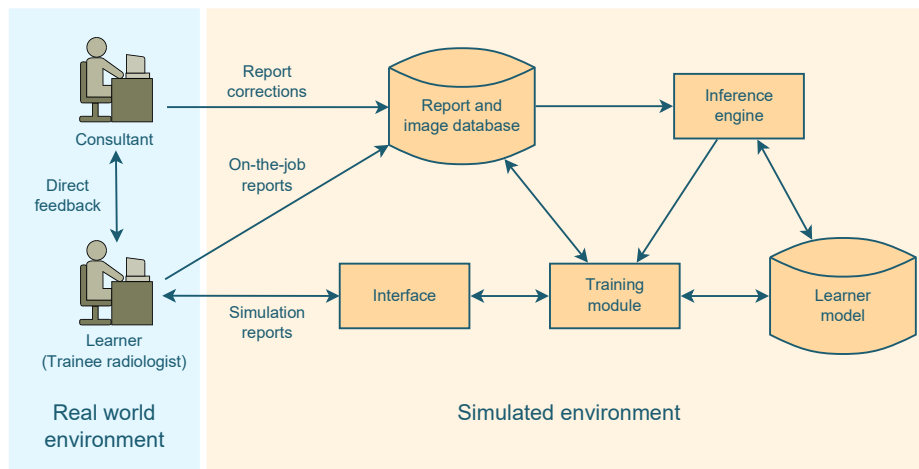 Consultant
Direct
feedback
Learner
(Trainee radiologist)
Real world
environment
Report
corrections
On-the-job
reports
Simulation
reports
Report and
image database
Inference
engine
Interface
Training
module
Learner
model
Simulated environment